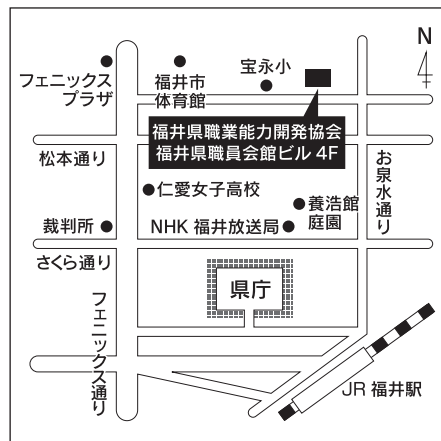 N
フェニックス
プラザ
福井市
体育館
宝永小
福井県職業能力開発協会
福井県職員会館ビル 4F
松本通り
お泉水通り
仁愛女子高校
養浩館
庭園
裁判所
NHK 福井放送局
さくら通り
県庁
フェニックス通り
JR 福井駅